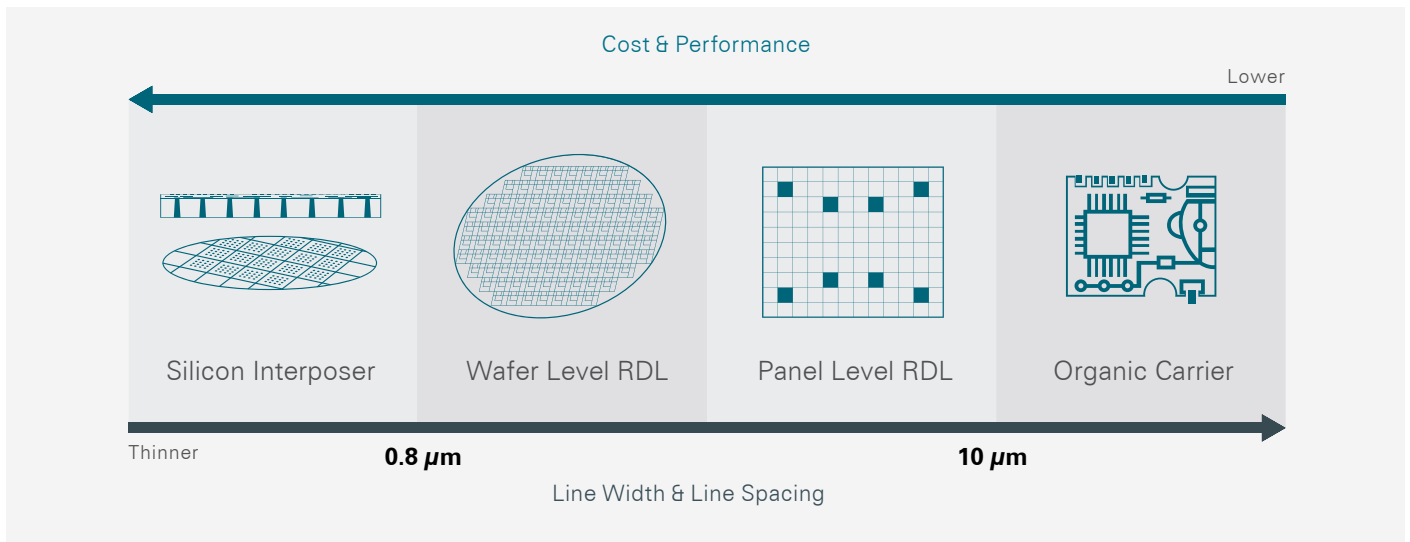 Cost & Performance
Lower
Silicon Interposer
Wafer Level RDL
Panel Level RDL
Organic Carrier
Thinner
0.8 µm
10 µm
Line Width & Line Spacing